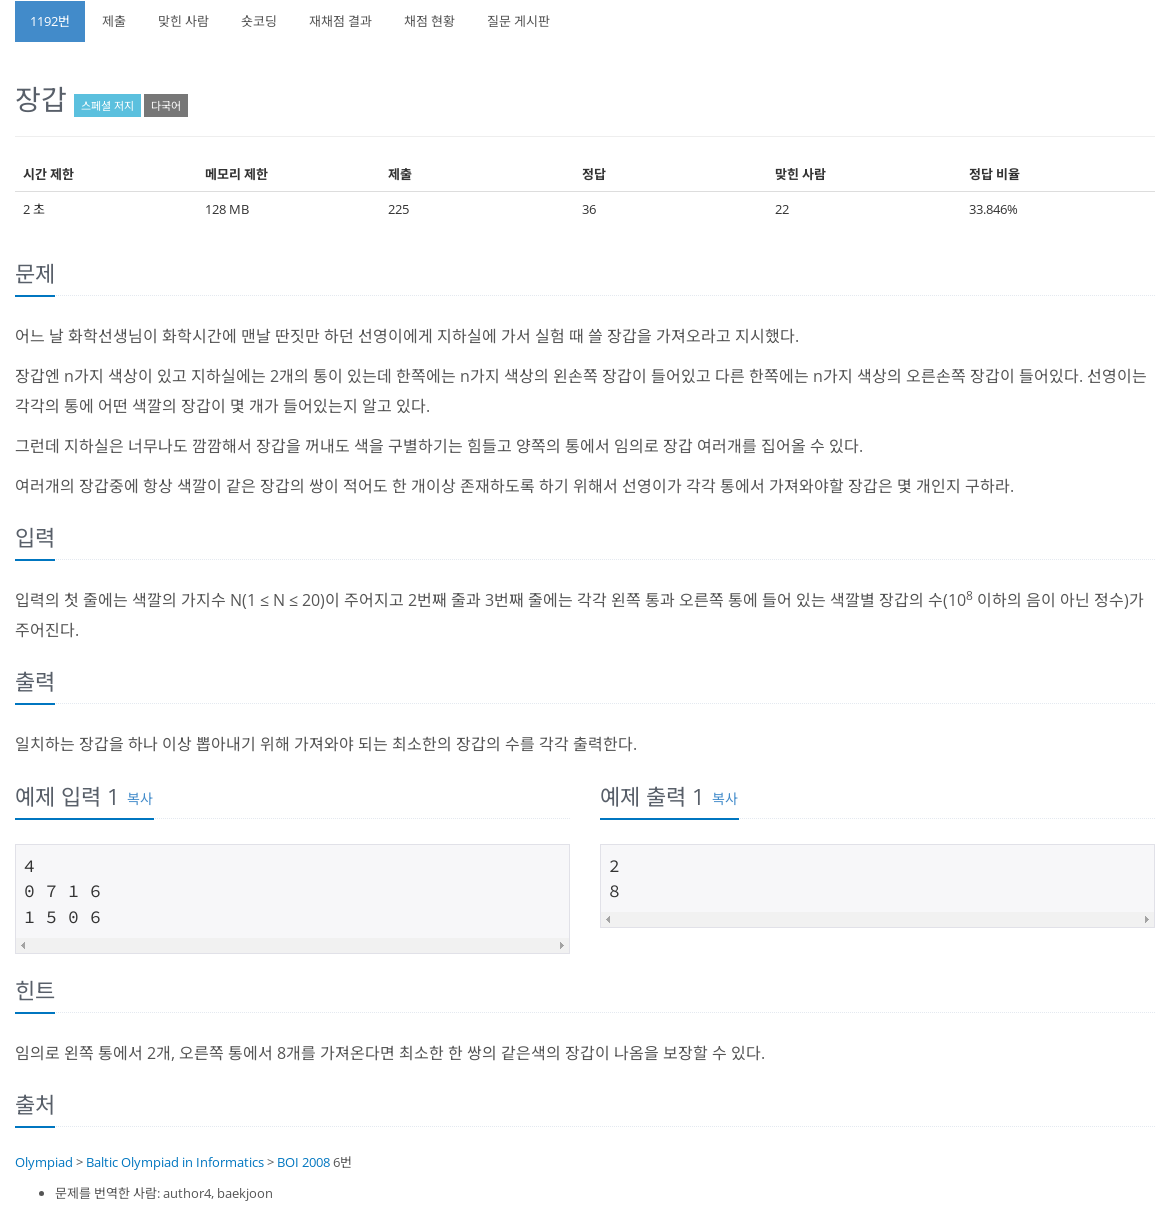 1192번 제출 맞힌 사람 숏코딩 재채점 결과 채점 현황 질문 게시판
장갑 스페셜 저지 다국어
시간 제한 메모리 제한 제출 정답 맞힌 사람 정답 비율
2 초 128 MB 225 36 22 33.846%
문제
어느 날 화학선생님이 화학시간에 맨날 딴짓만 하던 선영이에게 지하실에 가서 실험 때 쓸 장갑을 가져오라고 지시했다.
장갑엔 n가지 색상이 있고 지하실에는 2개의 통이 있는데 한쪽에는 n가지 색상의 왼손쪽 장갑이 들어있고 다른 한쪽에는 n가지 색상의 오른손쪽 장갑이 들어있다. 선영이는
각각의 통에 어떤 색깔의 장갑이 몇 개가 들어있는지 알고 있다.
그런데 지하실은 너무나도 깜깜해서 장갑을 꺼내도 색을 구별하기는 힘들고 양쪽의 통에서 임의로 장갑 여러개를 집어올 수 있다.
여러개의 장갑중에 항상 색깔이 같은 장갑의 쌍이 적어도 한 개이상 존재하도록 하기 위해서 선영이가 각각 통에서 가져와야할 장갑은 몇 개인지 구하라.
입력
입력의 첫 줄에는 색깔의 가지수 N(1 ≤ N ≤ 20)이 주어지고 2번째 줄과 3번째 줄에는 각각 왼쪽 통과 오른쪽 통에 들어 있는 색깔별 장갑의 수(10⁸ 이하의 음이 아닌 정수)가
주어진다.
출력
일치하는 장갑을 하나 이상 뽑아내기 위해 가져와야 되는 최소한의 장갑의 수를 각각 출력한다.
예제 입력 1 복사
4
0 7 1 6
1 5 0 6
예제 출력 1 복사
2
8
힌트
임의로 왼쪽 통에서 2개, 오른쪽 통에서 8개를 가져온다면 최소한 한 쌍의 같은색의 장갑이 나옴을 보장할 수 있다.
출처
Olympiad > Baltic Olympiad in Informatics > BOI 2008 6번
• 문제를 번역한 사람: author4, baekjoon